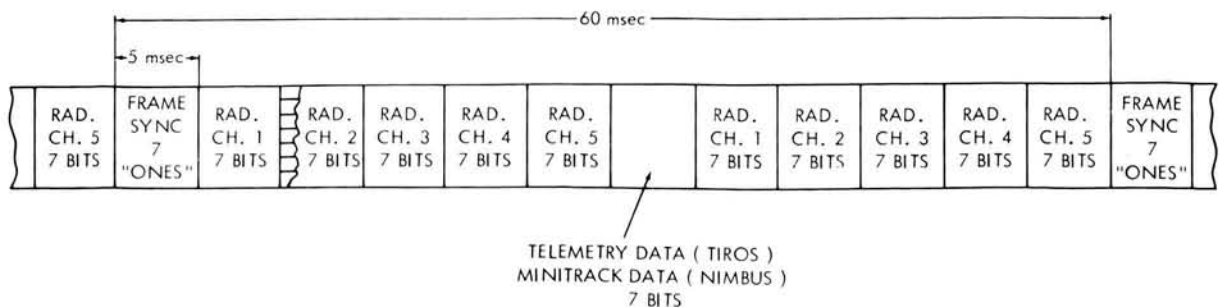 60 msec
5 msec
RAD.
CH. 5
7 BITS
FRAME
SYNC
7
"ONES"
RAD.
CH. 1
7 BITS
RAD.
CH. 2
7 BITS
RAD.
CH. 3
7 BITS
RAD.
CH. 4
7 BITS
RAD.
CH. 5
7 BITS
RAD.
CH. 1
7 BITS
RAD.
CH. 2
7 BITS
RAD.
CH. 3
7 BITS
RAD.
CH. 4
7 BITS
RAD.
CH. 5
7 BITS
FRAME
SYNC
7
"ONES"
TELEMETRY DATA ( TIROS )
MINITRACK DATA ( NIMBUS )
7 BITS